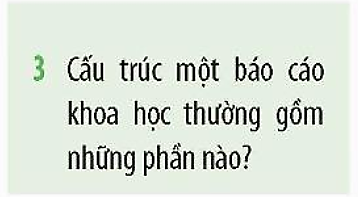 3 Cấu trúc một báo cáo
khoa học thường gồm
những phần nào?